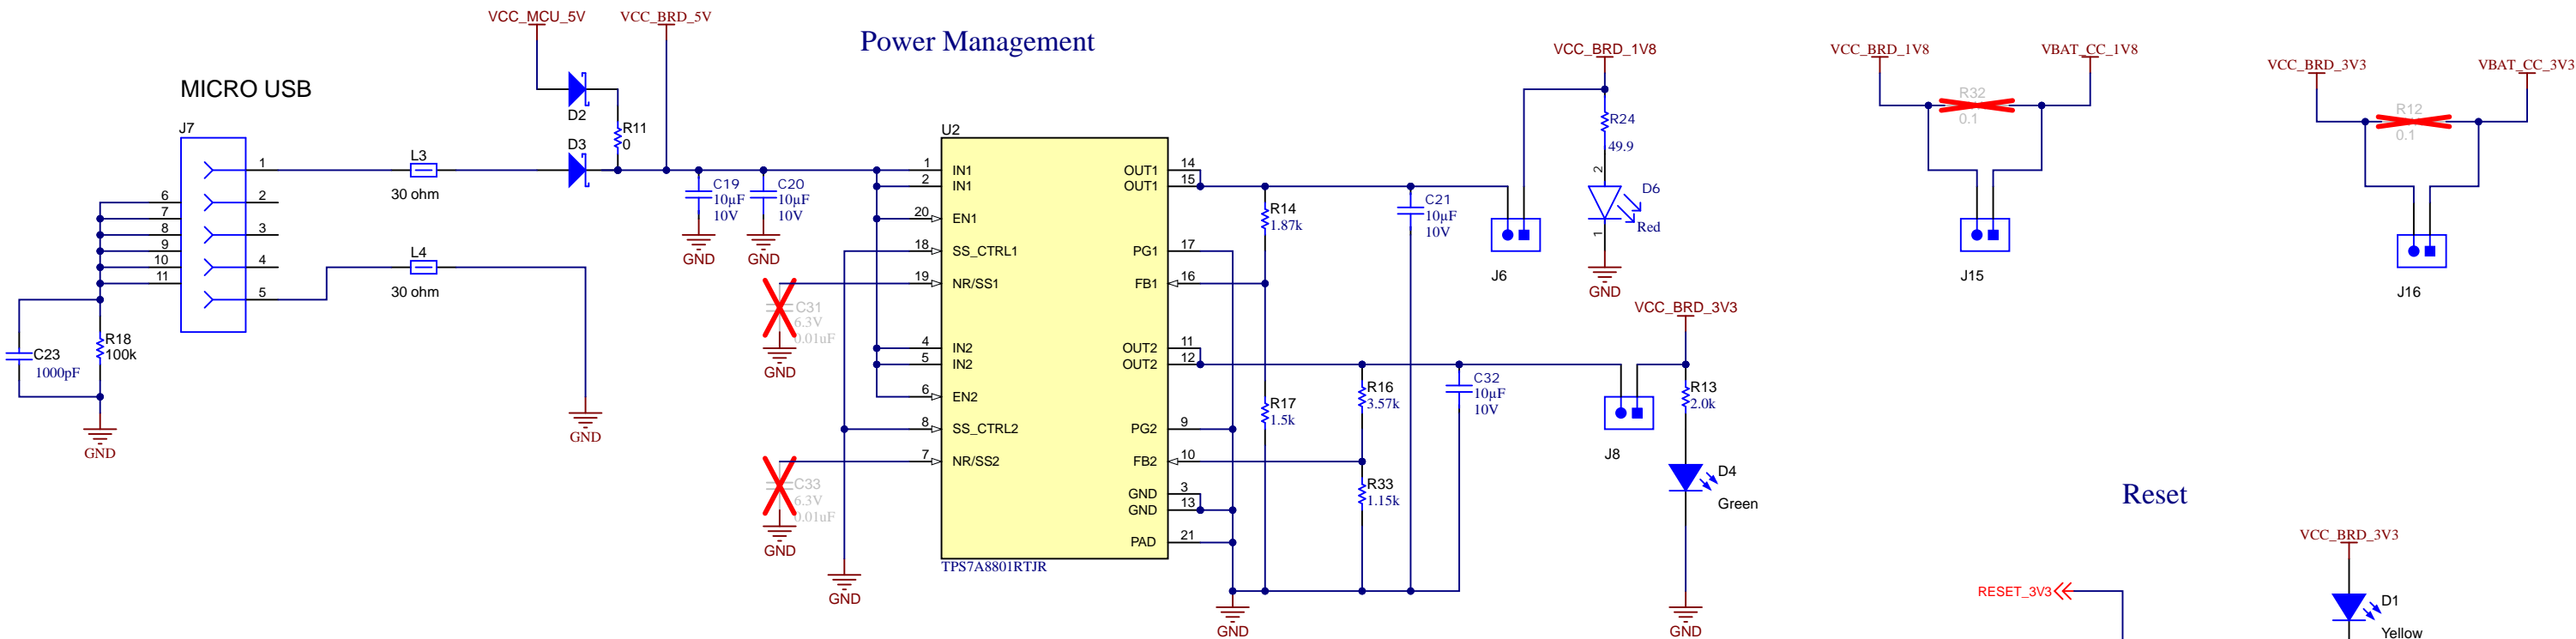 Power Management
MICRO USB
VCC_MCU_5V
VCC_BRD_5V
D2
R11
0
D3
J7
1
2
3
4
5
6
7
8
9
10
11
L3
30 ohm
L4
30 ohm
R18
100k
C23
1000pF
GND
GND
C19
10µF
10V
GND
C20
10µF
10V
GND
C31
6.3V
0.01uF
GND
C33
6.3V
0.01uF
GND
GND
U2
1 IN1
2 IN1
20 EN1
18 SS_CTRL1
19 NR/SS1
4 IN2
5 IN2
6 EN2
8 SS_CTRL2
7 NR/SS2
OUT1 14
OUT1 15
PG1 17
FB1 16
OUT2 11
OUT2 12
PG2 9
FB2 10
GND 3
GND 13
PAD 21
TPS7A8801RTJR
R14
1.87k
R17
1.5k
R16
3.57k
R33
1.15k
C21
10µF
10V
C32
10µF
10V
GND
J6
VCC_BRD_1V8
R24
49.9
2
D6
Red
1
GND
J8
VCC_BRD_3V3
R13
2.0k
D4
Green
GND
VCC_BRD_1V8
VBAT_CC_1V8
R32
0.1
J15
VCC_BRD_3V3
VBAT_CC_3V3
R12
0.1
J16
Reset
VCC_BRD_3V3
RESET_3V3
D1
Yellow